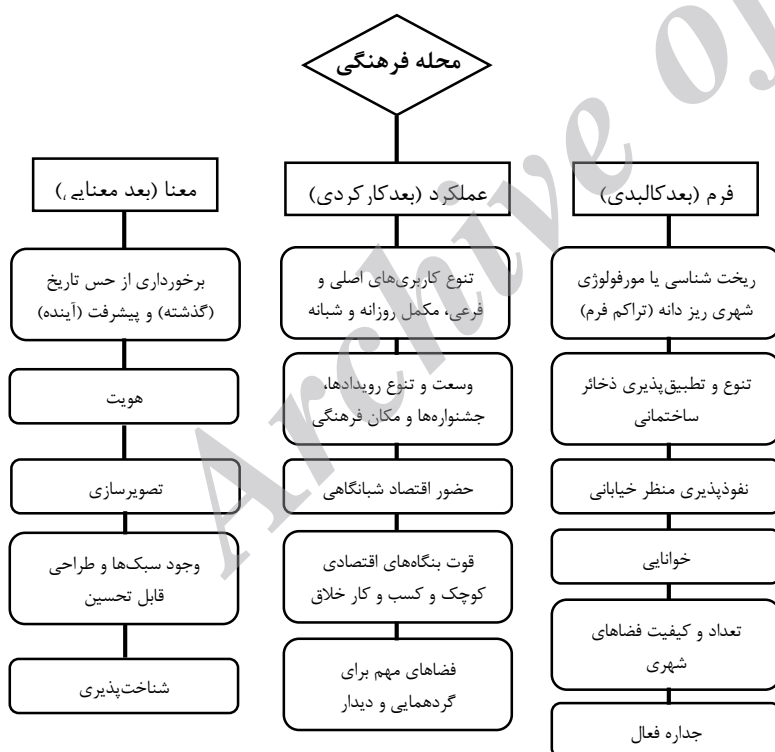 محله فرهنگی
فرم (بعدکالبدی)
ریخت شناسی یا مورفولوژی
شهری ریز دانه (تراکم فرم)
تنوع و تطبیق‌پذیری ذخائر
ساختمانی
نفوذپذیری منظر خیابانی
خوانایی
تعداد و کیفیت فضاهای
شهری
جداره فعال
عملکرد (بعدکارکردی)
تنوع کاربری‌های اصلی و
فرعی، مکمل روزانه و شبانه
وسعت و تنوع رویدادها،
جشنواره‌ها و مکان فرهنگی
حضور اقتصاد شبانگاهی
قوت بنگاه‌های اقتصادی
کوچک و کسب و کار خلاق
فضاهای مهم برای
گردهمایی و دیدار
معنا (بعد معنایی)
برخورداری از حس تاریخ
(گذشته) و پیشرفت (آینده)
هویت
تصویرسازی
وجود سبک‌ها و طراحی
قابل تحسین
شناخت‌پذیری
Archive of